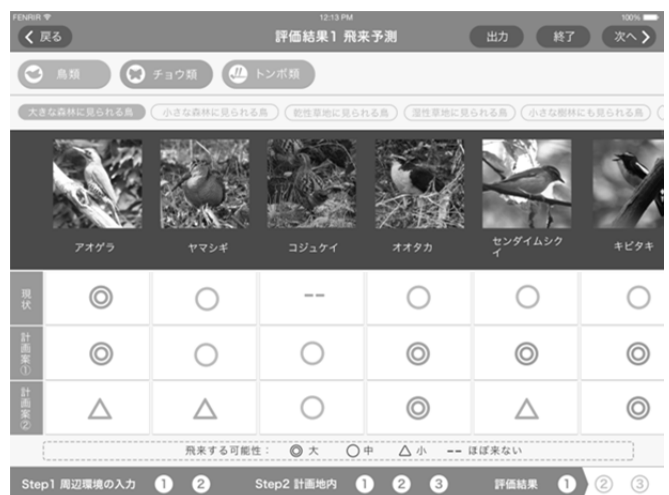 FENRIR 12:13 PM 100%
戻る 評価結果1 飛来予測 出力 終了 次へ
鳥類 チョウ類 トンボ類
大きな森林に見られる鳥 小さな森林に見られる鳥 乾性草地に見られる鳥 湿性草地に見られる鳥 小さな樹林にも見られる鳥
アオゲラ ヤマシギ コジュケイ オオタカ センダイムシクイ キビタキ
現状 ◎ ○ -- ○ ○ ○
計画案① ◎ ○ ○ ◎ ◎ ◎
計画案② △ △ ○ ◎ △ ◎
飛来する可能性： ◎ 大 ○ 中 △ 小 -- ほぼ来ない
Step1 周辺環境の入力 1 2 Step2 計画地内 1 2 3 評価結果 1 2 3